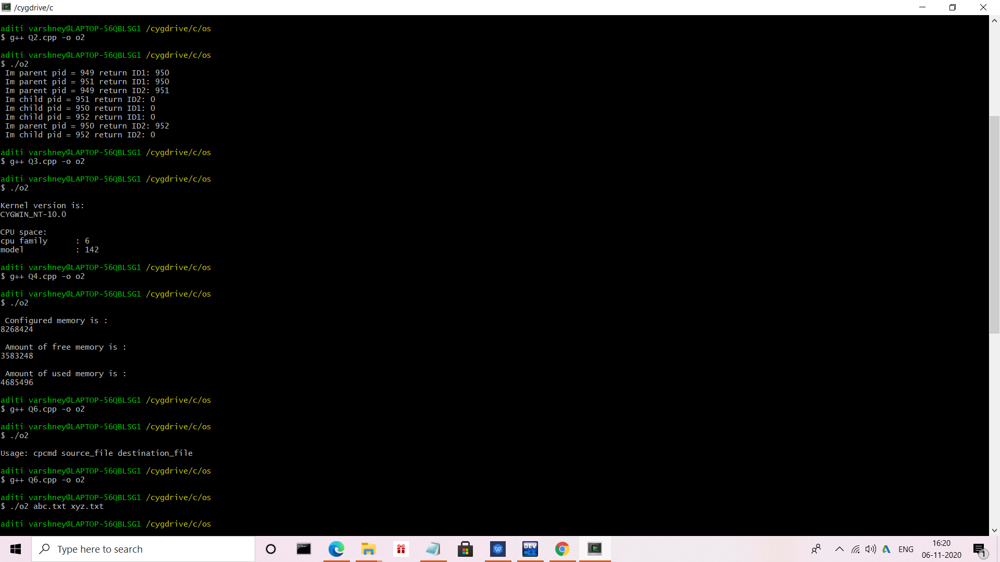 /cygdrive/c
aditi varshney@LAPTOP-56QBLSG1 /cygdrive/c/os
$ g++ Q2.cpp -o o2
aditi varshney@LAPTOP-56QBLSG1 /cygdrive/c/os
$ ./o2
Im parent pid = 949 return ID1: 950
Im parent pid = 951 return ID1: 950
Im parent pid = 949 return ID2: 951
Im child pid = 951 return ID2: 0
Im child pid = 950 return ID1: 0
Im child pid = 952 return ID1: 0
Im parent pid = 950 return ID2: 952
Im child pid = 952 return ID2: 0
aditi varshney@LAPTOP-56QBLSG1 /cygdrive/c/os
$ g++ Q3.cpp -o o2
aditi varshney@LAPTOP-56QBLSG1 /cygdrive/c/os
$ ./o2
Kernel version is:
CYGWIN_NT-10.0
CPU space:
cpu family      : 6
model           : 142
aditi varshney@LAPTOP-56QBLSG1 /cygdrive/c/os
$ g++ Q4.cpp -o o2
aditi varshney@LAPTOP-56QBLSG1 /cygdrive/c/os
$ ./o2
Configured memory is :
8268424
Amount of free memory is :
3583248
Amount of used memory is :
4685496
aditi varshney@LAPTOP-56QBLSG1 /cygdrive/c/os
$ g++ Q6.cpp -o o2
aditi varshney@LAPTOP-56QBLSG1 /cygdrive/c/os
$ ./o2
Usage: cpcmd source_file destination_file
aditi varshney@LAPTOP-56QBLSG1 /cygdrive/c/os
$ g++ Q6.cpp -o o2
aditi varshney@LAPTOP-56QBLSG1 /cygdrive/c/os
$ ./o2 abc.txt xyz.txt
aditi varshney@LAPTOP-56QBLSG1 /cygdrive/c/os
Type here to search
DEV
ENG
16:20
06-11-2020
1